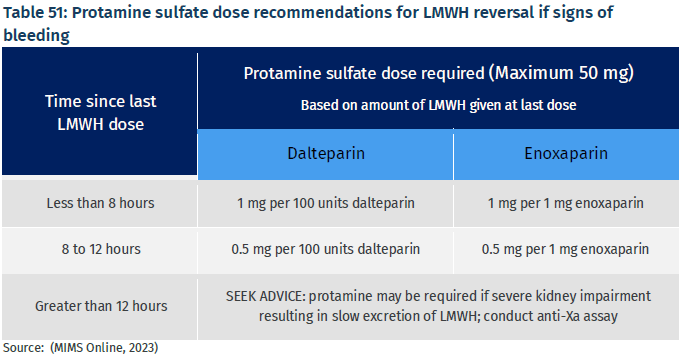 Table 51: Protamine sulfate dose recommendations for LMWH reversal if signs of
bleeding
Time since last
LMWH dose
Protamine sulfate dose required (Maximum 50 mg)
Based on amount of LMWH given at last dose
Dalteparin
Enoxaparin
Less than 8 hours
1 mg per 100 units dalteparin
1 mg per 1 mg enoxaparin
8 to 12 hours
0.5 mg per 100 units dalteparin
0.5 mg per 1 mg enoxaparin
Greater than 12 hours
SEEK ADVICE: protamine may be required if severe kidney impairment
resulting in slow excretion of LMWH; conduct anti-Xa assay
Source: (MIMS Online, 2023)